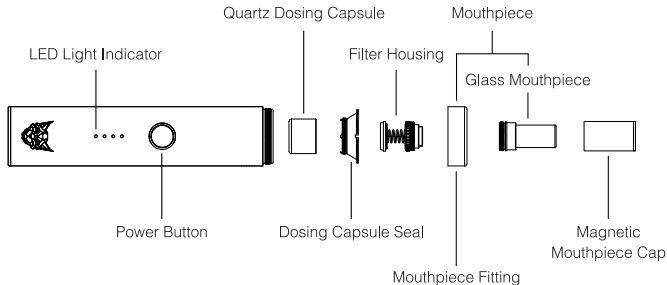 Quartz Dosing Capsule
Mouthpiece
LED Light Indicator
Filter Housing
Glass Mouthpiece
Power Button
Dosing Capsule Seal
Magnetic
Mouthpiece Cap
Mouthpiece Fitting